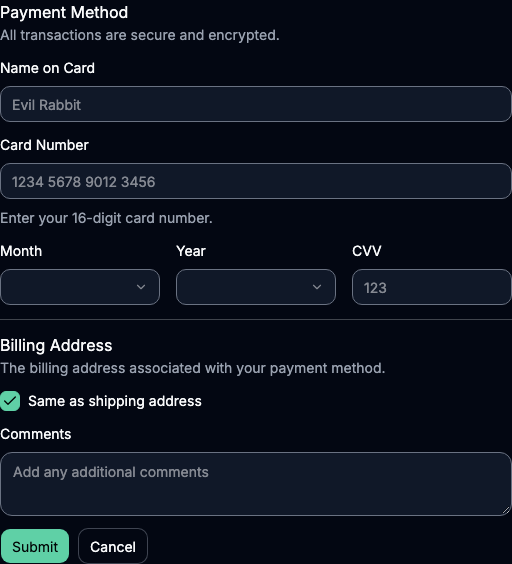 Payment Method
All transactions are secure and encrypted.
Name on Card
Evil Rabbit
Card Number
1234 5678 9012 3456
Enter your 16-digit card number.
Month Year CVV
123
Billing Address
The billing address associated with your payment method.
Same as shipping address
Comments
Add any additional comments
Submit Cancel